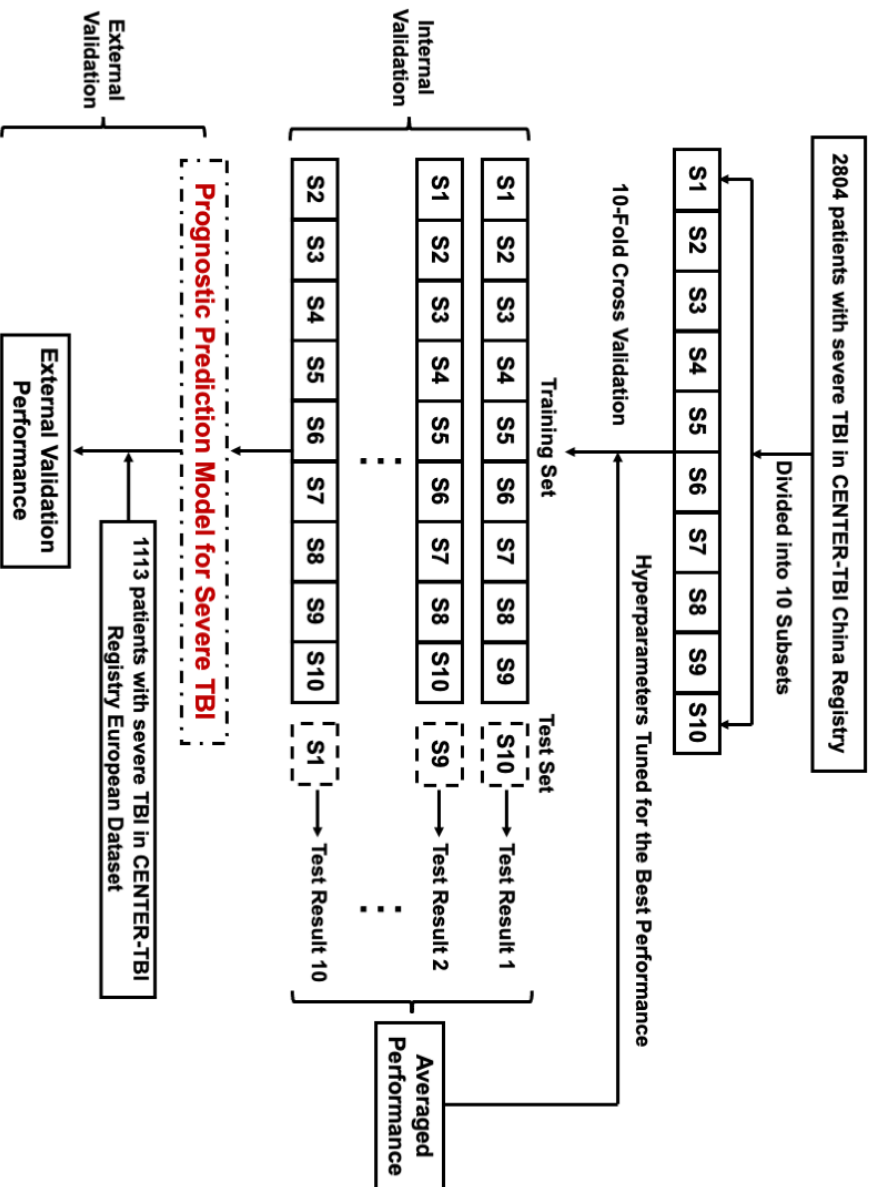 2804 patients with severe TBI in CENTER-TBI China Registry
Divided into 10 Subsets
S1 S2 S3 S4 S5 S6 S7 S8 S9 S10
10-Fold Cross Validation
Hyperparameters Tuned for the Best Performance
Training Set
Test Set
Internal
Validation
S1 S2 S3 S4 S5 S6 S7 S8 S9
S10
Test Result 1
S1 S2 S3 S4 S5 S6 S7 S8 S10
S9
Test Result 2
...
...
S2 S3 S4 S5 S6 S7 S8 S9 S10
S1
Test Result 10
Averaged
Performance
External
Validation
Prognostic Prediction Model for Severe TBI
1113 patients with severe TBI in CENTER-TBI
Registry European Dataset
External Validation
Performance